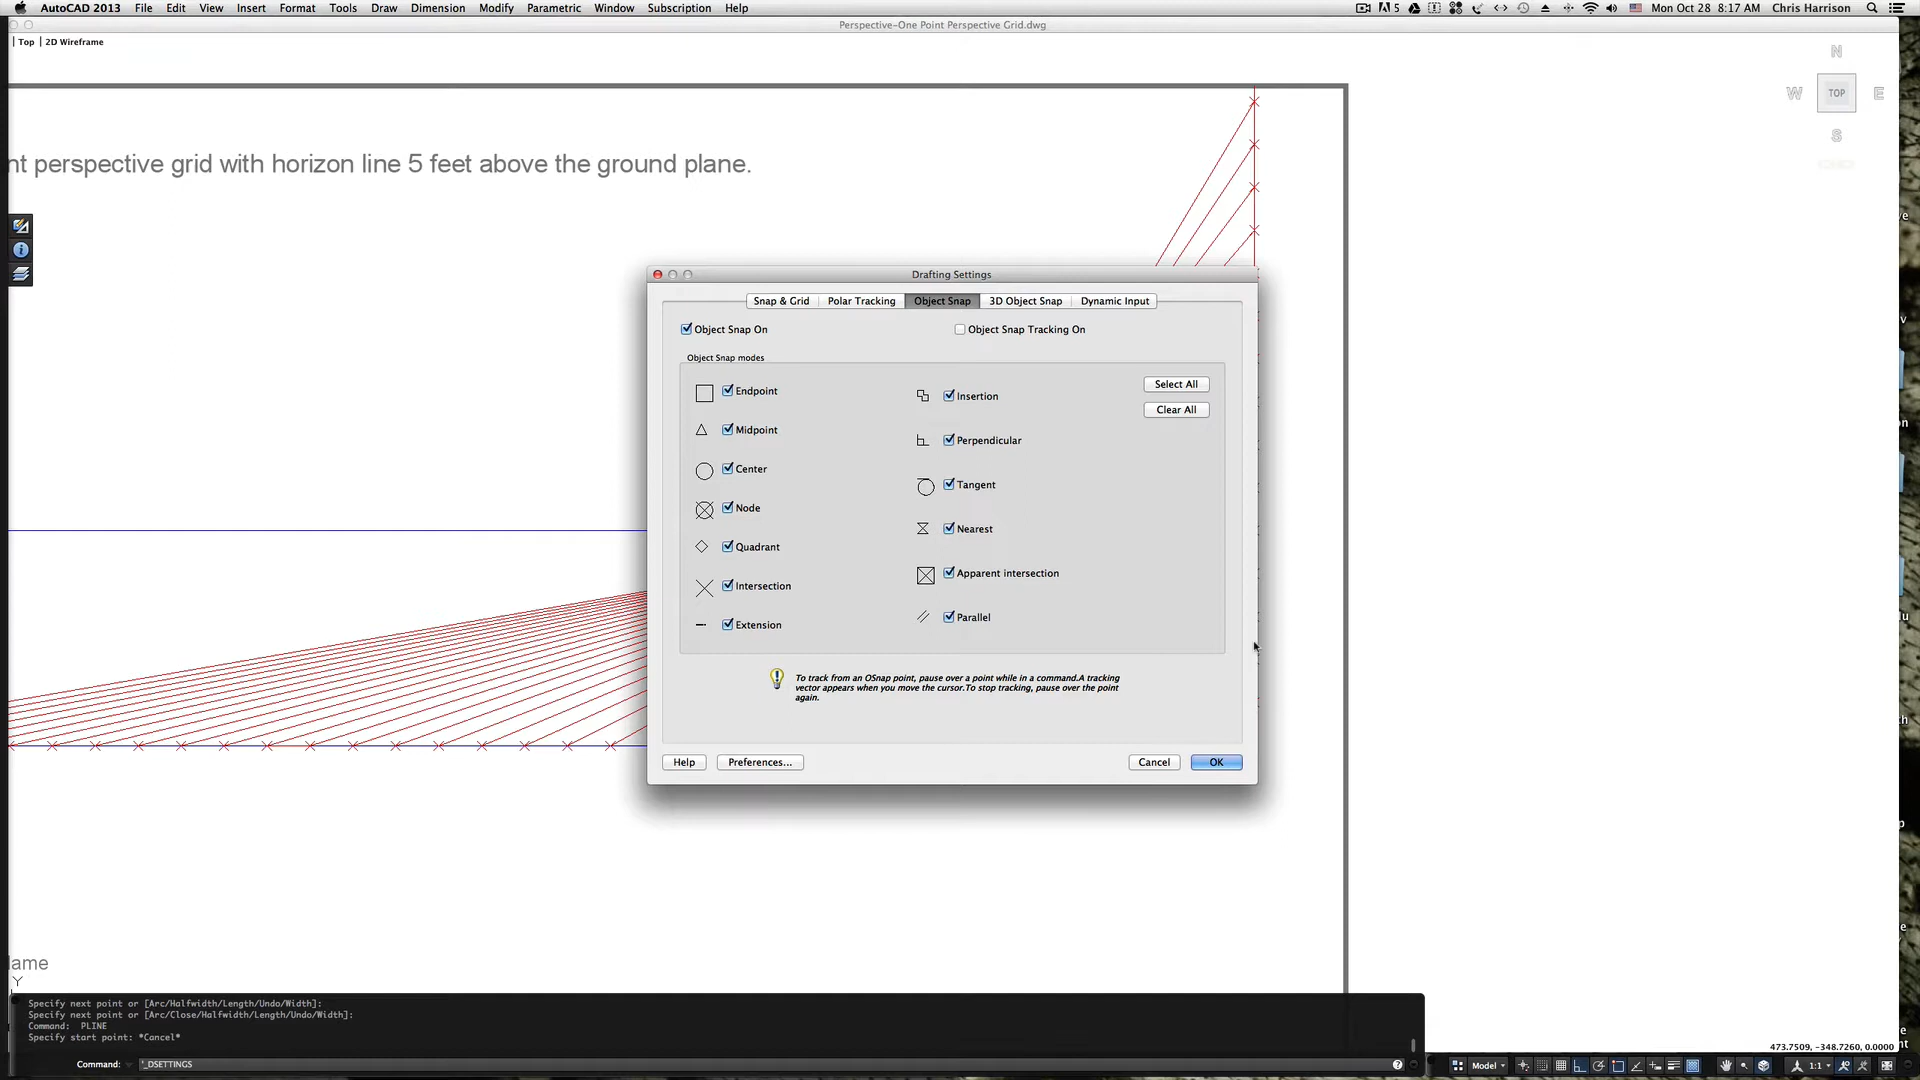 AutoCAD 2013 File Edit View Insert Format Tools Draw Dimension Modify Parametric Window Subscription Help 5 Mon Oct 28 8:17 AM Chris Harrison
Perspective-One Point Perspective Grid.dwg
| Top | 2D Wireframe
N
W TOP E
S
nt perspective grid with horizon line 5 feet above the ground plane.
Drafting Settings
Snap & Grid Polar Tracking Object Snap 3D Object Snap Dynamic Input
Object Snap On Object Snap Tracking On
Object Snap modes
Endpoint Insertion Select All
Clear All
Midpoint Perpendicular
Center Tangent
Node Nearest
Quadrant Apparent intersection
Intersection Parallel
Extension
To track from an OSnap point, pause over a point while in a command.A tracking
vector appears when you move the cursor.To stop tracking, pause over the point
again.
Help Preferences... Cancel OK
lame
Y
Specify next point or [Arc/Halfwidth/Length/Undo/Width]:
Specify next point or [Arc/Close/Halfwidth/Length/Undo/Width]:
Command: PLINE
Specify start point: *Cancel*
473.7509, -348.7260, 0.0000
Command: '_DSETTINGS
Model 1:1